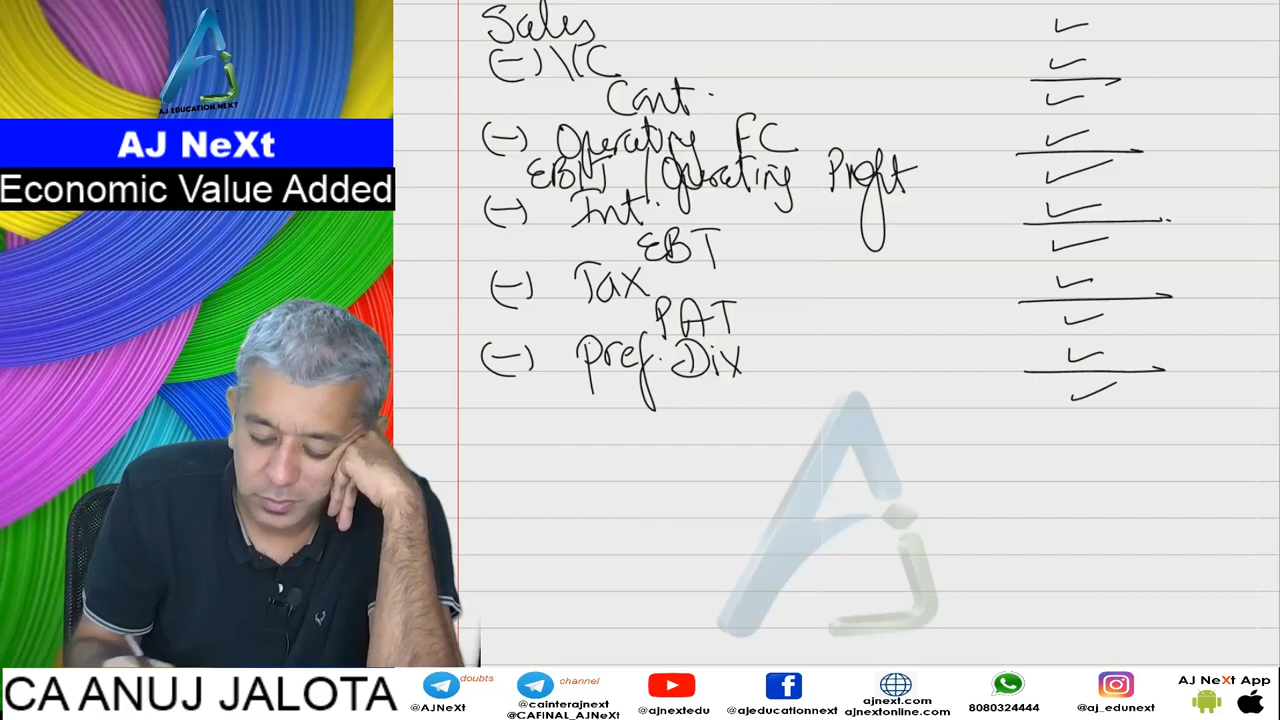 AJ EDUCATION NEXT
AJ NeXt
Economic Value Added
Sales
(-) VC
Cont.
(-) Operating FC
EBIT / Operating Profit
(-) Int.
EBT
(-) Tax
PAT
(-) Pref. Div
CA ANUJ JALOTA
doubts
@AJNeXt
channel
@cainterajnext
@CAFINAL_AJNeXt
@ajnextedu
@ajeducationnext
ajnext.com
ajnextonline.com
8080324444
@aj_edunext
AJ NeXt App